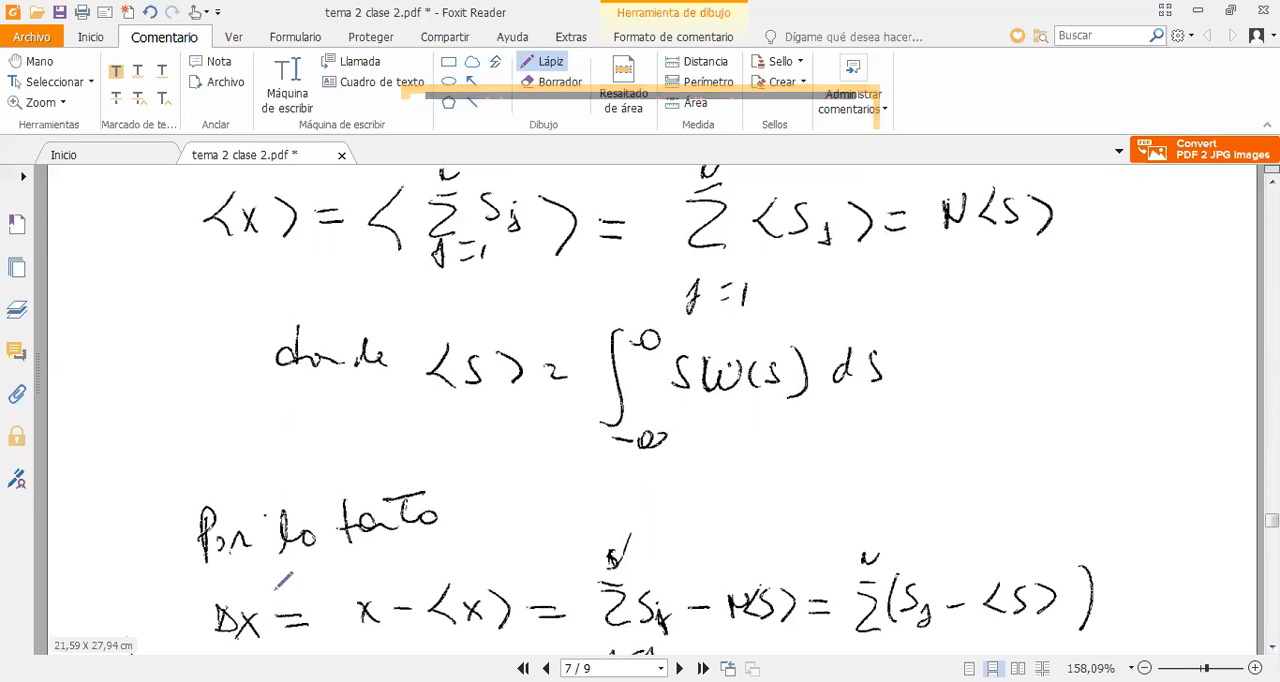 tema 2 clase 2.pdf * - Foxit Reader
Herramienta de dibujo
Archivo Inicio Comentario Ver Formulario Proteger Compartir Ayuda Extras Formato de comentario Dígame qué desea hacer... Buscar
Mano Nota Llamada Lápiz Distancia Sello
Seleccionar Archivo Cuadro de texto Borrador Perímetro Crear
Zoom Máquina de escribir Resaltado de área Área Administrar comentarios
Herramientas Marcado de te... Anclar Máquina de escribir Dibujo Medida Sellos
Inicio tema 2 clase 2.pdf * Convert PDF 2 JPG Images
⟨x⟩ = ⟨ ∑_{j=1}^{N} S_j ⟩ = ∑_{j=1}^{N} ⟨S_j⟩ = N⟨S⟩
donde ⟨S⟩ = ∫_{-∞}^{∞} S W(S) dS
Por lo tanto
Δx = x - ⟨x⟩ = ∑^{N} S_j - N⟨S⟩ = ∑^{N} (S_j - ⟨S⟩)
21,59 X 27,94 cm
7 / 9 158,09%